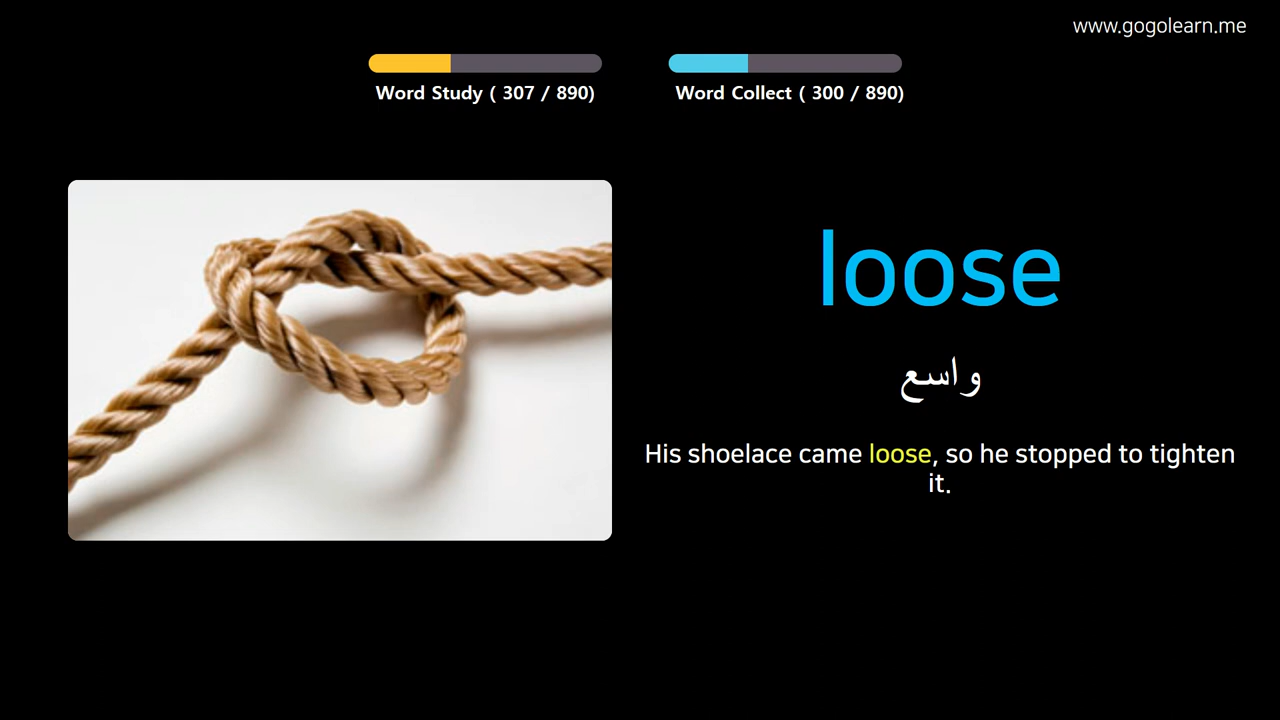 www.gogolearn.me
Word Study ( 307 / 890)
Word Collect ( 300 / 890)
loose
واسع
His shoelace came loose, so he stopped to tighten
it.